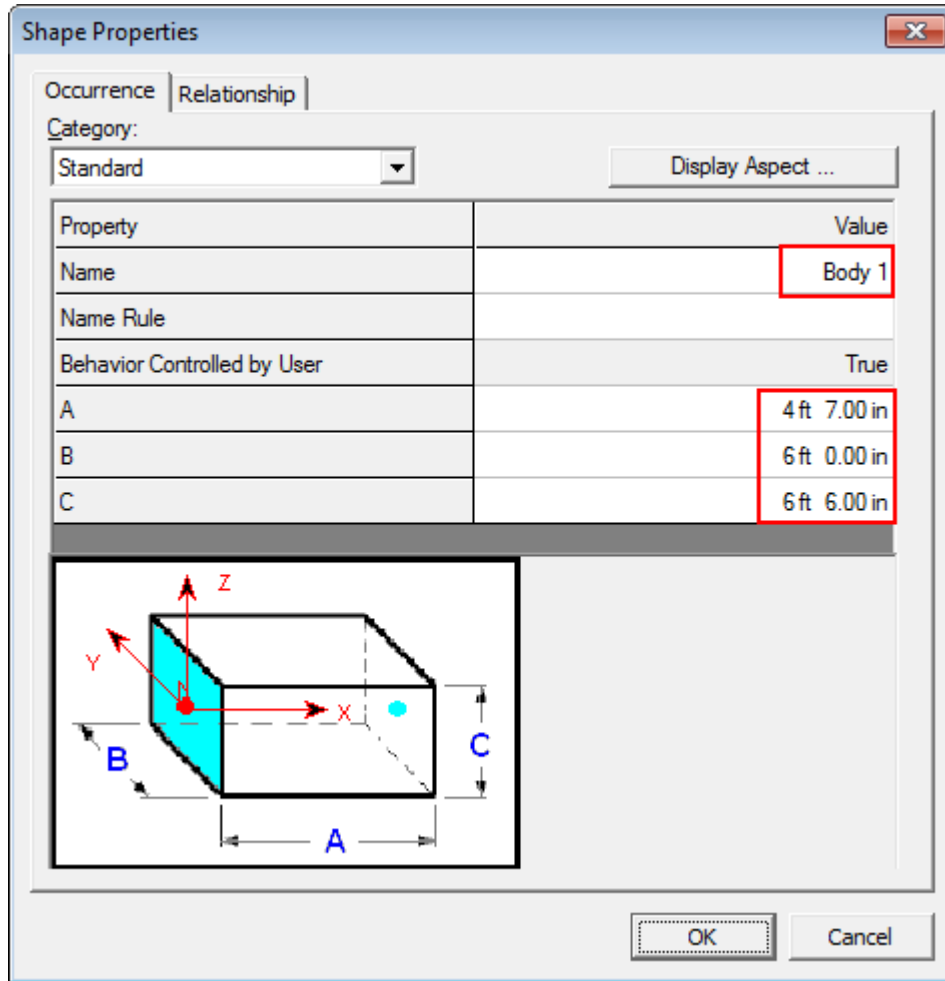 Shape Properties
Occurrence Relationship
Category:
Standard Display Aspect ...
Property Value
Name Body 1
Name Rule
Behavior Controlled by User True
A 4 ft 7.00 in
B 6 ft 0.00 in
C 6 ft 6.00 in
Z
Y
X
B
C
A
OK Cancel